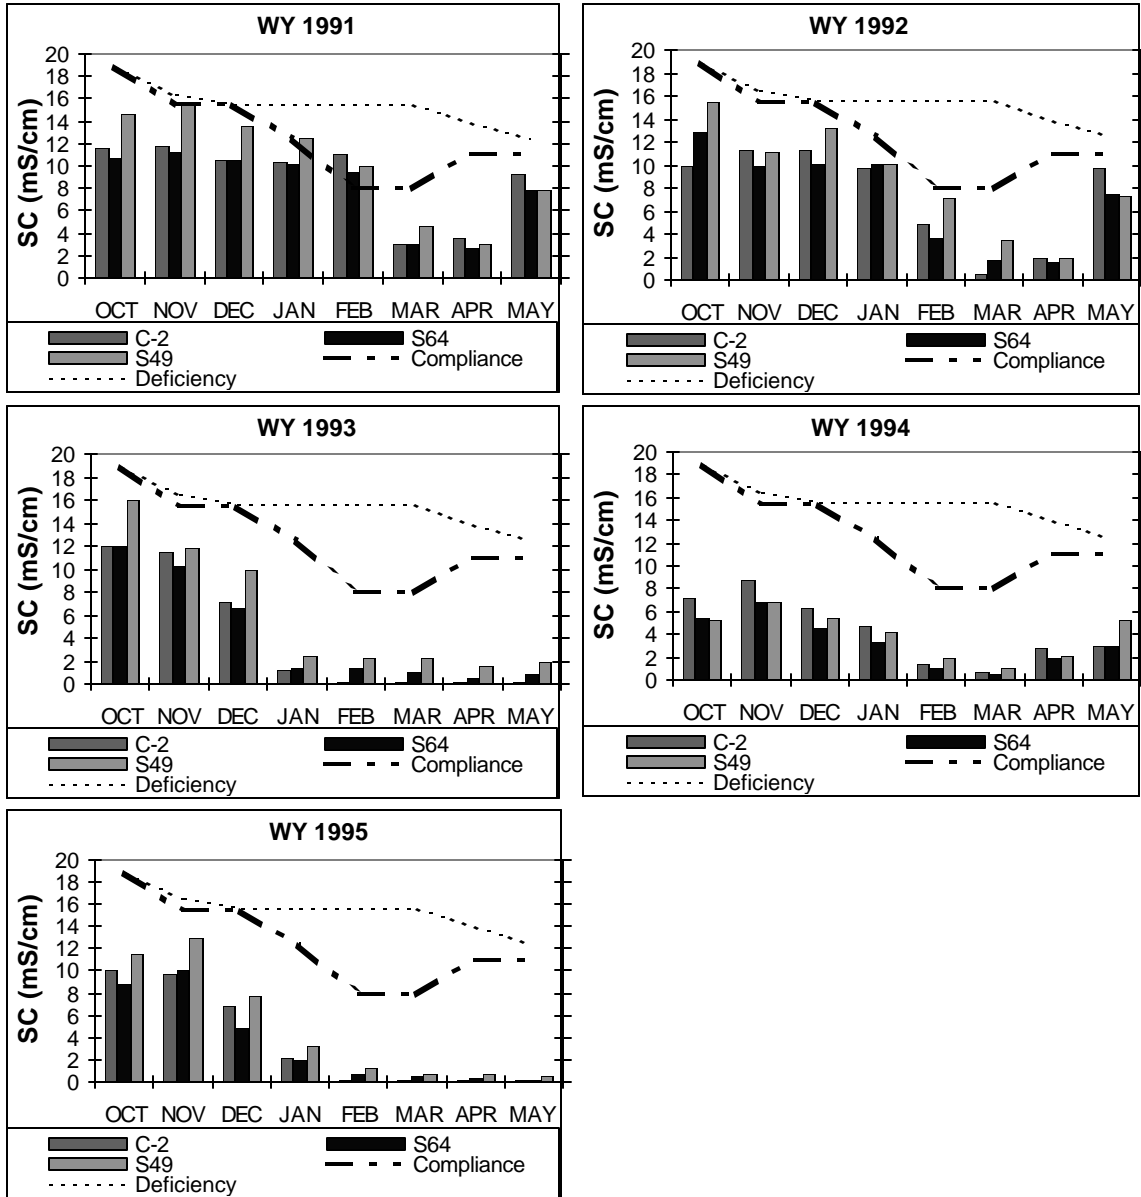 WY 1991
SC (mS/cm)
20
18
16
14
12
10
8
6
4
2
0
OCT NOV DEC JAN FEB MAR APR MAY
C-2 S64
S49 Compliance
Deficiency
WY 1992
SC (mS/cm)
20
18
16
14
12
10
8
6
4
2
0
OCT NOV DEC JAN FEB MAR APR MAY
C-2 S64
S49 Compliance
Deficiency
WY 1993
SC (mS/cm)
20
18
16
14
12
10
8
6
4
2
0
OCT NOV DEC JAN FEB MAR APR MAY
C-2 S64
S49 Compliance
Deficiency
WY 1994
SC (mS/cm)
20
18
16
14
12
10
8
6
4
2
0
OCT NOV DEC JAN FEB MAR APR MAY
C-2 S64
S49 Compliance
Deficiency
WY 1995
SC (mS/cm)
20
18
16
14
12
10
8
6
4
2
0
OCT NOV DEC JAN FEB MAR APR MAY
C-2 S64
S49 Compliance
Deficiency